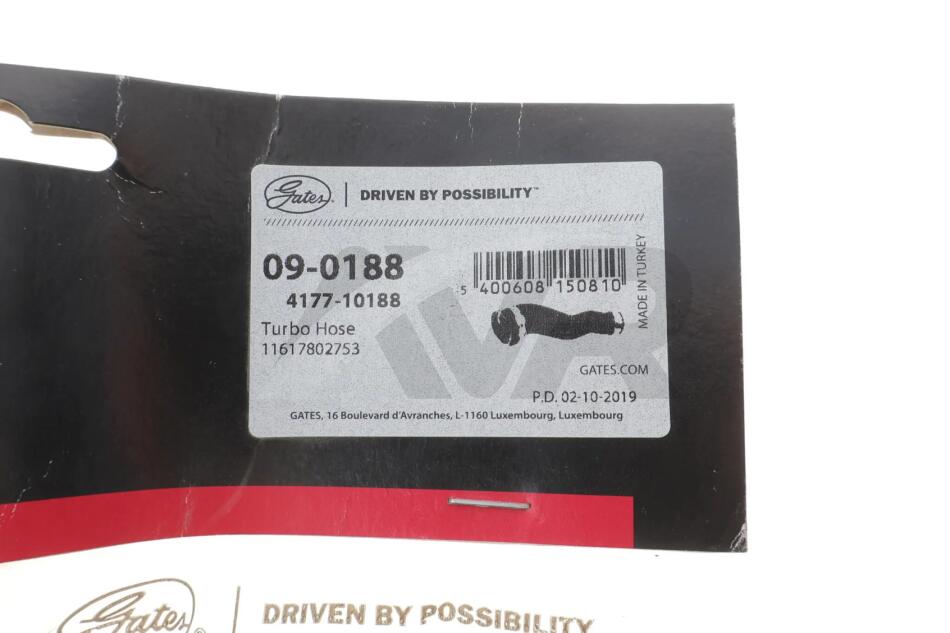 Gates® | DRIVEN BY POSSIBILITY™
09-0188
4177-10188
Turbo Hose
11617802753
5 400608 150810
MADE IN TURKEY
GATES.COM
P.D. 02-10-2019
GATES, 16 Boulevard d'Avranches, L-1160 Luxembourg, Luxembourg
Gates® | DRIVEN BY POSSIBILITY